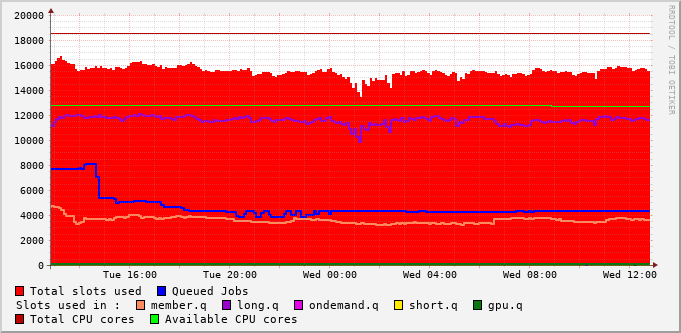 20000
18000
16000
14000
12000
10000
8000
6000
4000
2000
0
Tue 16:00 Tue 20:00 Wed 00:00 Wed 04:00 Wed 08:00 Wed 12:00
RRDTOOL / TOBI OETIKER
Total slots used Queued Jobs
Slots used in : member.q long.q ondemand.q short.q gpu.q
Total CPU cores Available CPU cores